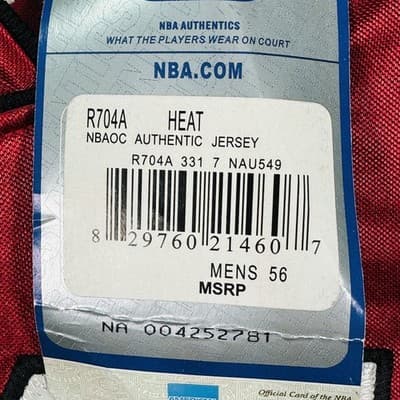 NBA AUTHENTICS
WHAT THE PLAYERS WEAR ON COURT
NBA.COM
R704A HEAT
NBAOC AUTHENTIC JERSEY
R704A 331 7 NAU549
8 29760 21460 7
MENS 56
MSRP
NA 004252781
Official Card of the NBA